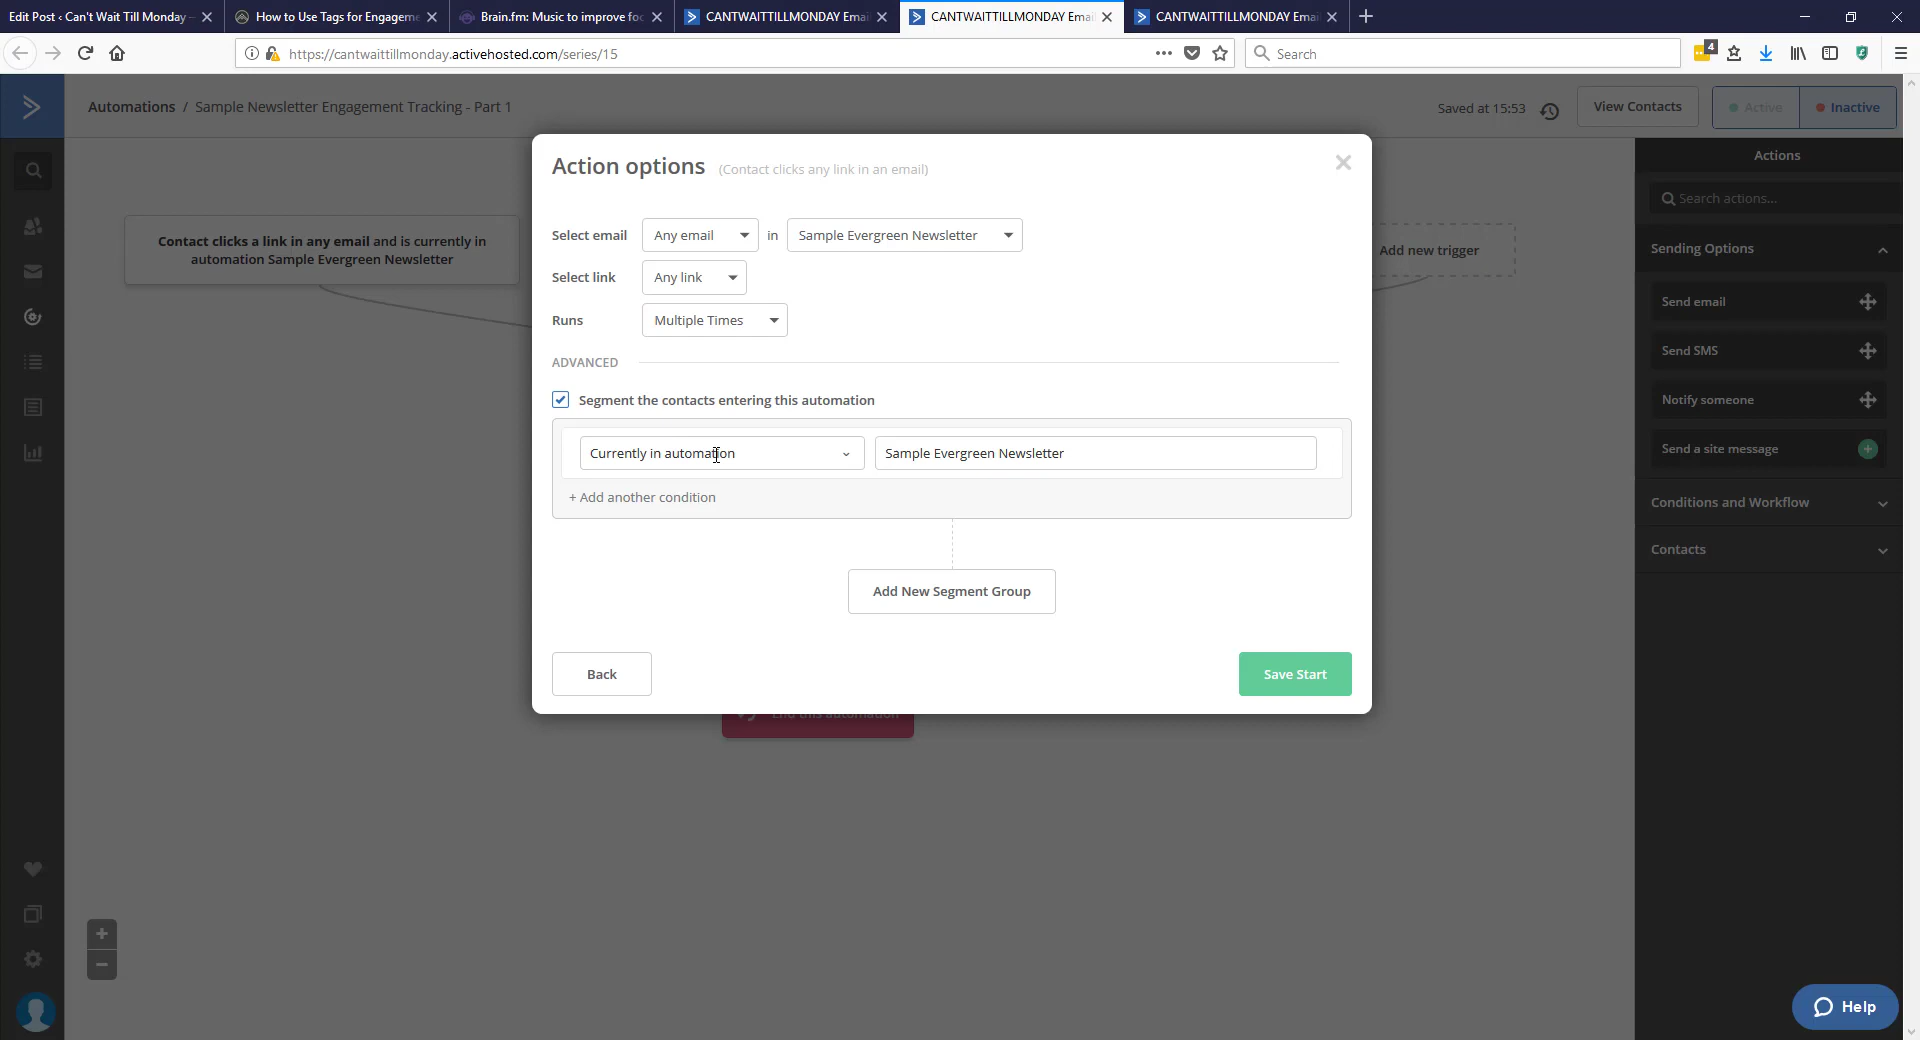 Edit Post ‹ Can't Wait Till Monday —
How to Use Tags for Engageme
Brain.fm: Music to improve foc
CANTWAITTILLMONDAY Emai
CANTWAITTILLMONDAY Emai
CANTWAITTILLMONDAY Emai
https://cantwaittillmonday.activehosted.com/series/15
Search
4
Automations / Sample Newsletter Engagement Tracking - Part 1
Saved at 15:53
View Contacts
Active
Inactive
Contact clicks a link in any email and is currently in
automation Sample Evergreen Newsletter
Add new trigger
Action options (Contact clicks any link in an email)
Select email Any email in Sample Evergreen Newsletter
Select link Any link
Runs Multiple Times
ADVANCED
Segment the contacts entering this automation
Currently in automation
Sample Evergreen Newsletter
+ Add another condition
Add New Segment Group
Back
Save Start
End this automation
Actions
Search actions...
Sending Options
Send email
Send SMS
Notify someone
Send a site message
Conditions and Workflow
Contacts
Help